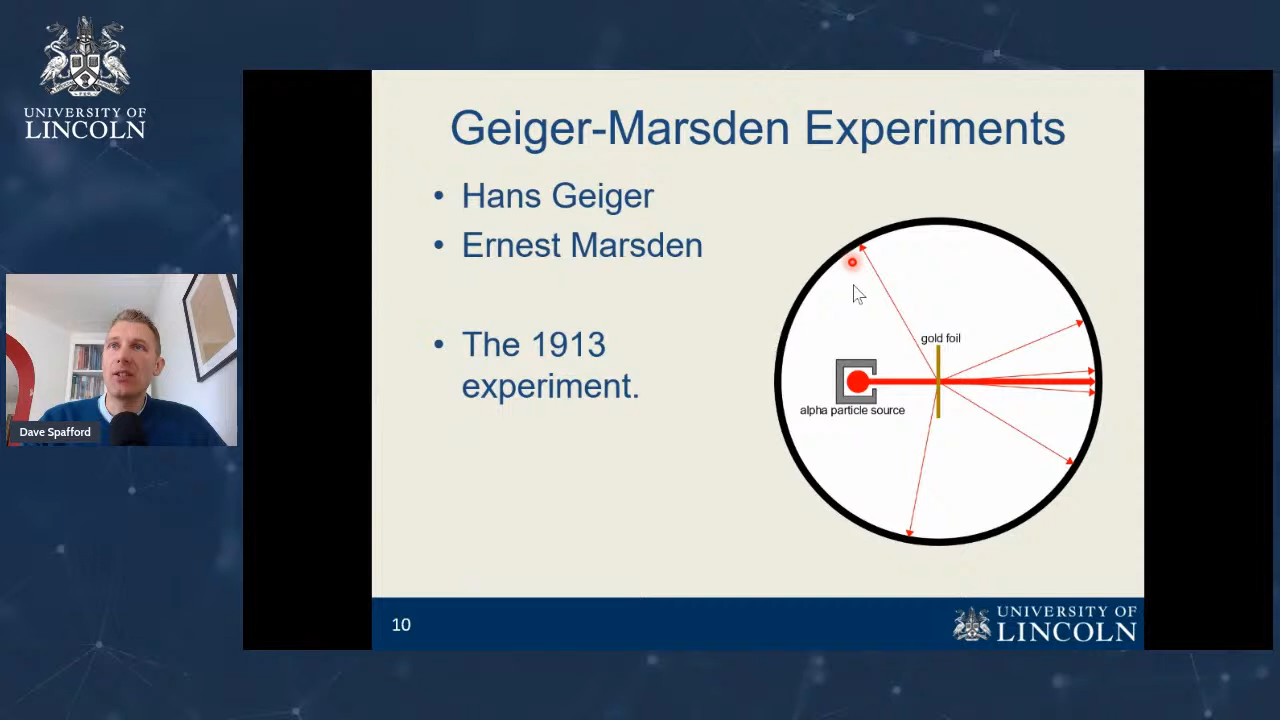 UNIVERSITY OF
LINCOLN
Geiger-Marsden Experiments
• Hans Geiger
• Ernest Marsden
• The 1913
experiment.
gold foil
alpha particle source
Dave Spafford
10
UNIVERSITY OF
LINCOLN